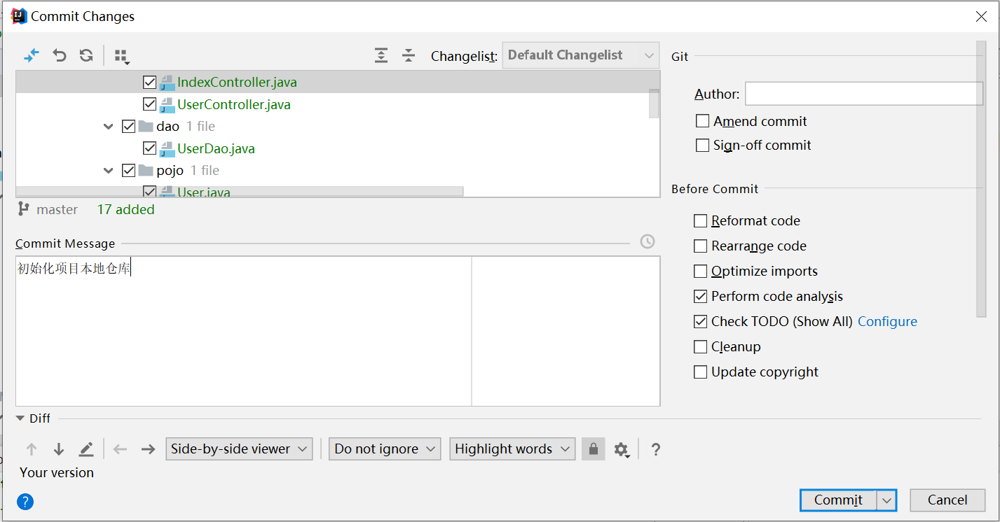 Commit Changes
Changelist: Default Changelist
IndexController.java
UserController.java
dao 1 file
UserDao.java
pojo 1 file
User.java
master 17 added
Commit Message
初始化项目本地仓库
Git
Author:
Amend commit
Sign-off commit
Before Commit
Reformat code
Rearrange code
Optimize imports
Perform code analysis
Check TODO (Show All) Configure
Cleanup
Update copyright
Diff
Side-by-side viewer Do not ignore Highlight words ?
Your version
? Commit Cancel